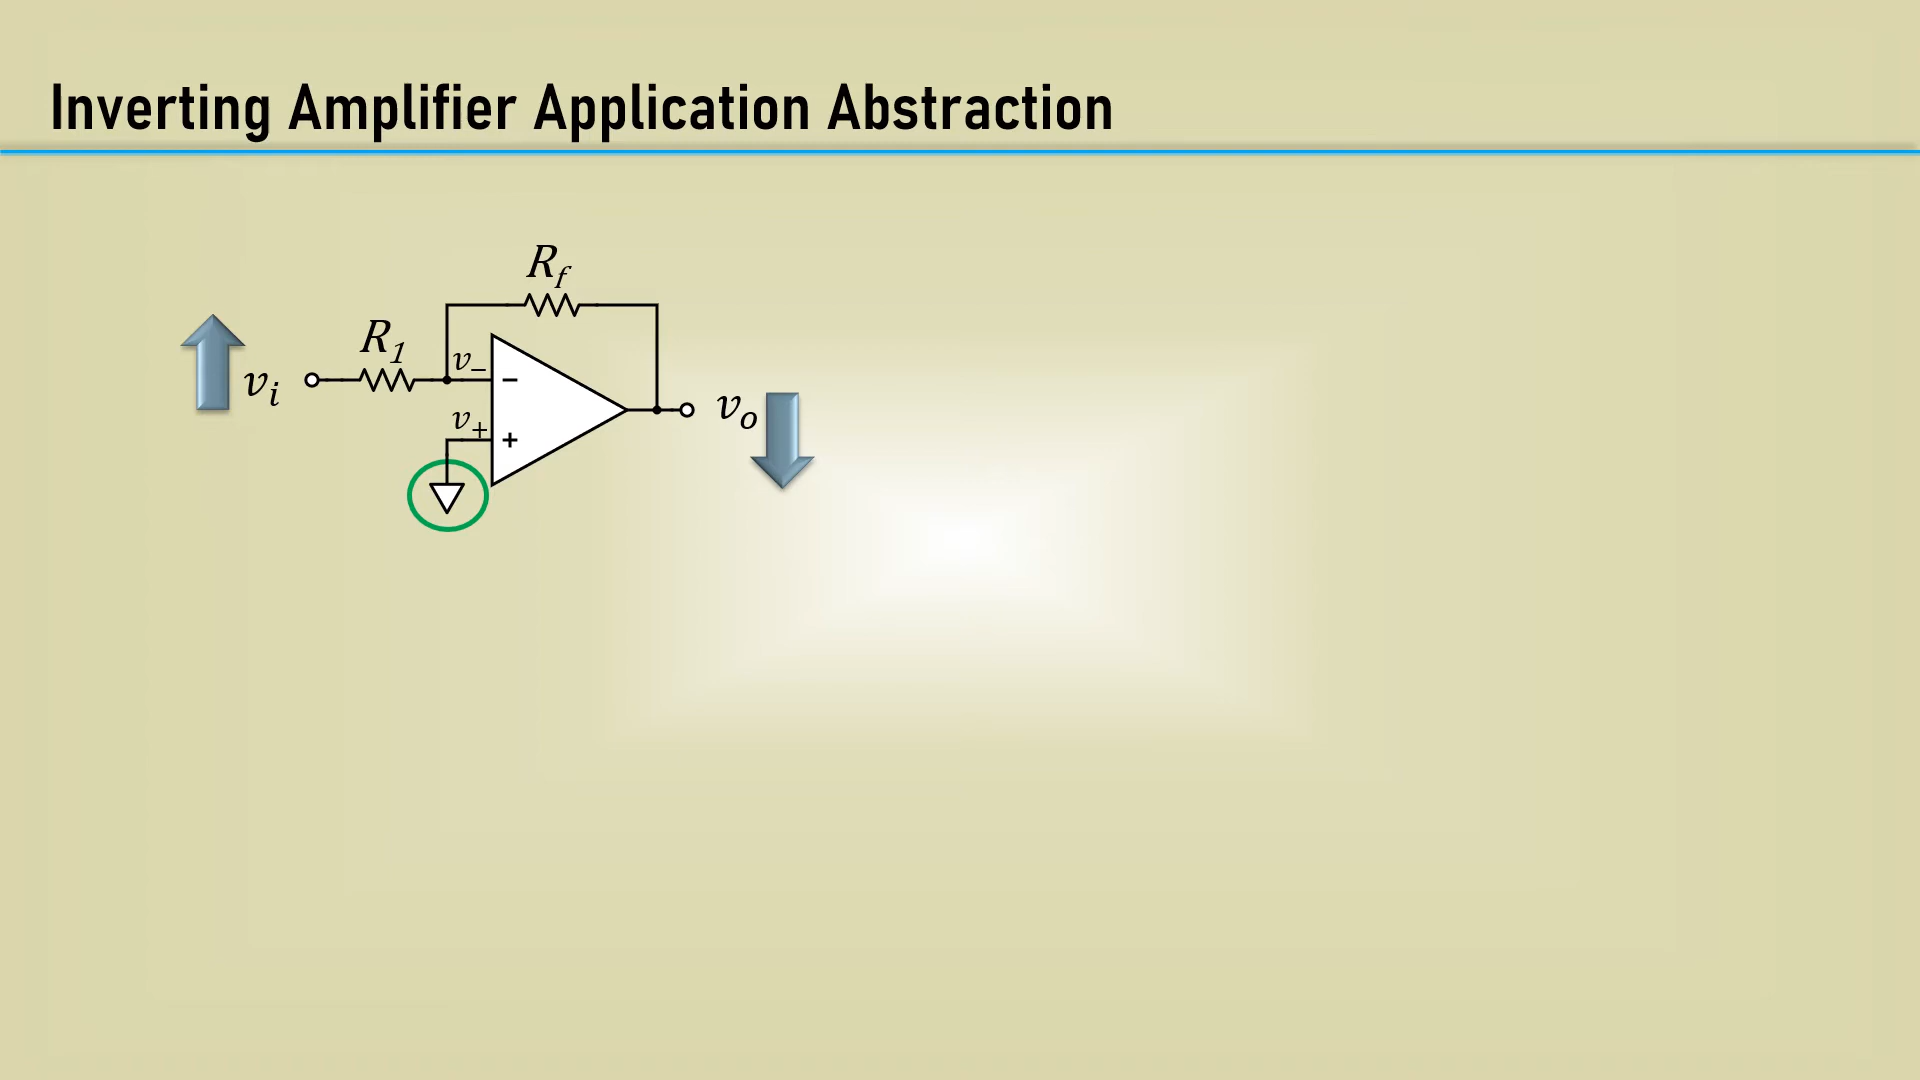 Inverting Amplifier Application Abstraction
R_f
R_1
v_i
v_−
−
v_+
+
v_o